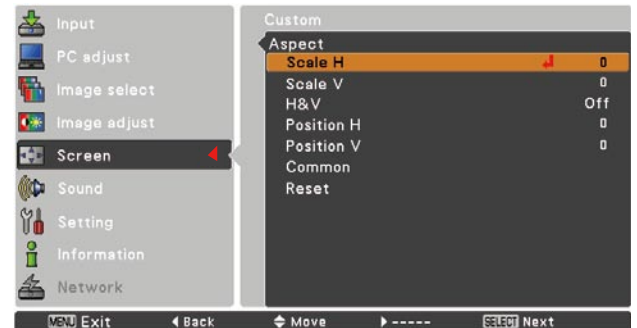 Input
PC adjust
Image select
Image adjust
Screen
Sound
Setting
Information
Network
Custom
Aspect
Scale H 0
Scale V 0
H&V Off
Position H 0
Position V 0
Common
Reset
MENU Exit Back Move ----- SELECT Next